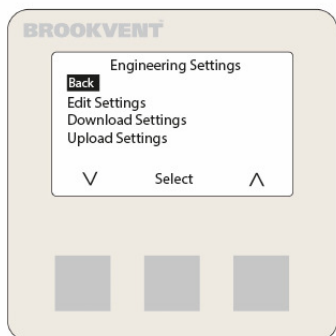 BROOKVENT
Engineering Settings
Back
Edit Settings
Download Settings
Upload Settings
Select